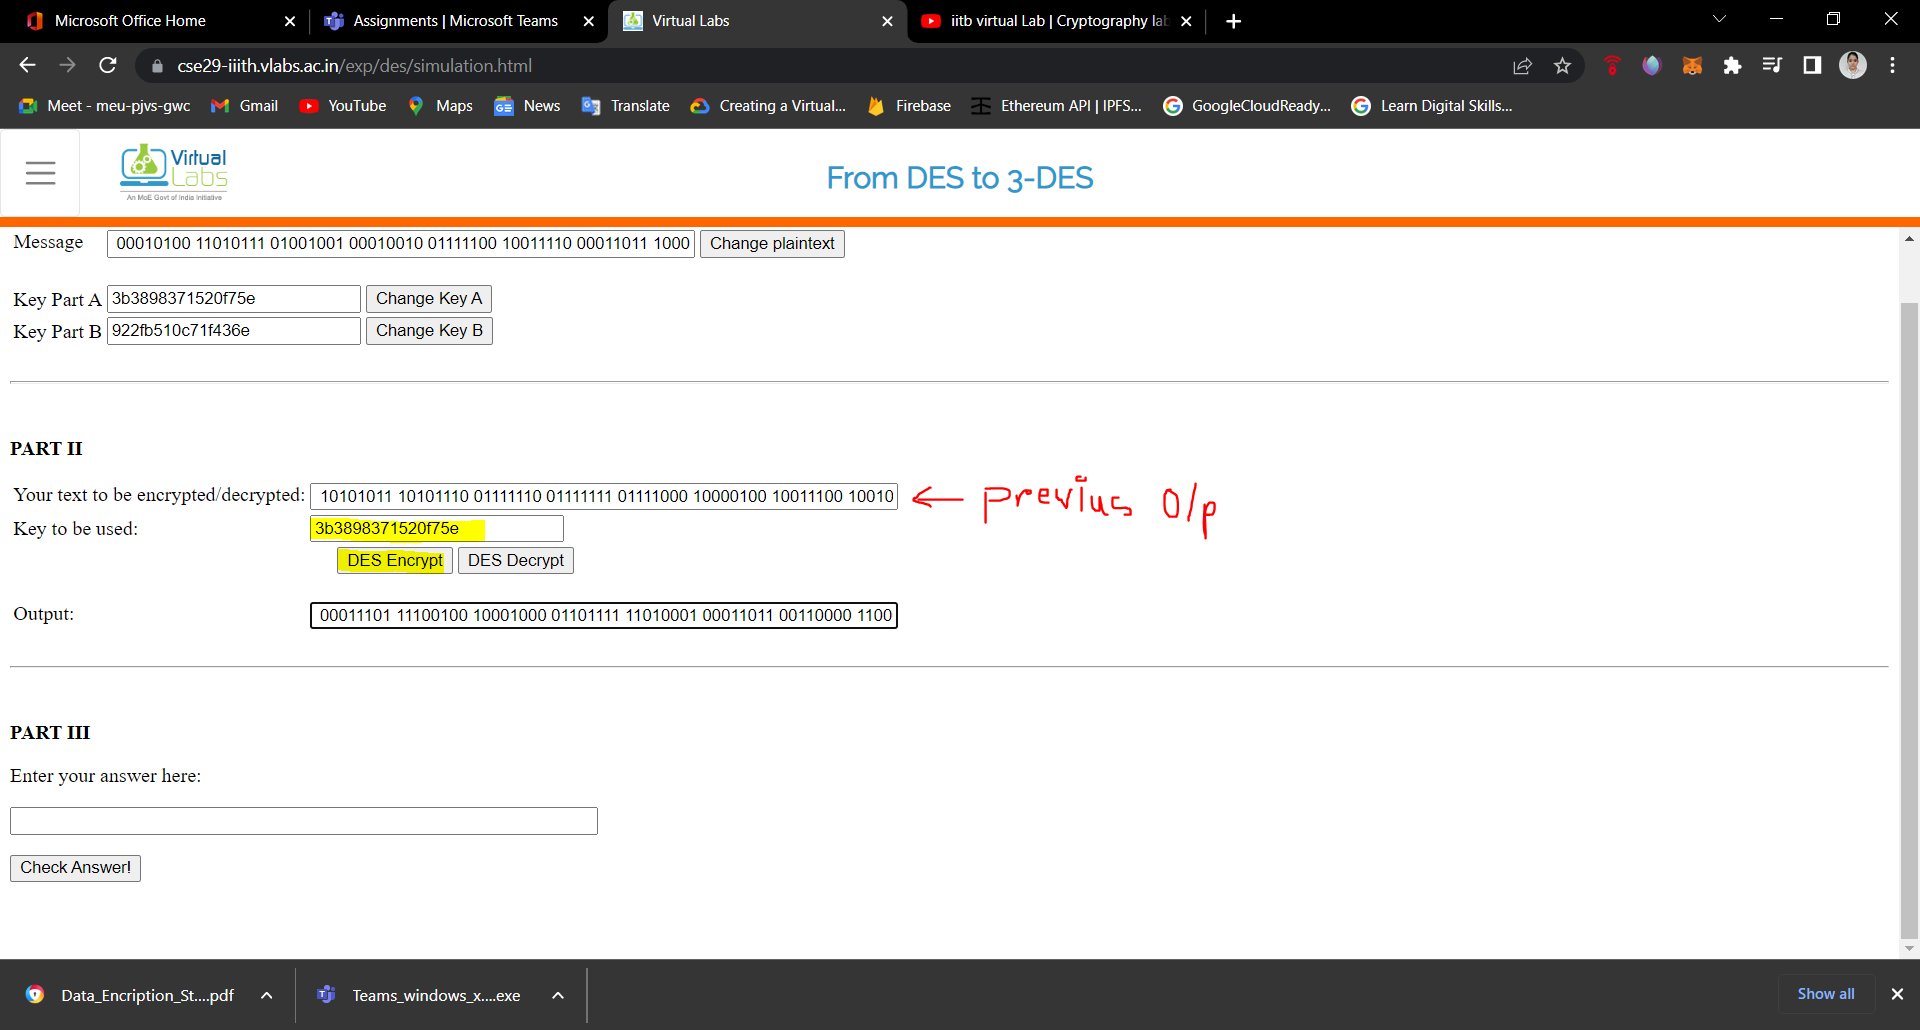 Microsoft Office Home
Assignments | Microsoft Teams
Virtual Labs
iitb virtual Lab | Cryptography lab
cse29-iiith.vlabs.ac.in/exp/des/simulation.html
Meet - meu-pjvs-gwc
Gmail
YouTube
Maps
News
Translate
Creating a Virtual...
Firebase
Ethereum API | IPFS...
GoogleCloudReady...
Learn Digital Skills...
Virtual
Labs
An MoE Govt of India Initiative
From DES to 3-DES
Message 00010100 11010111 01001001 00010010 01111100 10011110 00011011 1000 Change plaintext
Key Part A 3b3898371520f75e Change Key A
Key Part B 922fb510c71f436e Change Key B
PART II
Your text to be encrypted/decrypted: 10101011 10101110 01111110 01111111 01111000 10000100 10011100 10010 ← Previus O/p
Key to be used: 3b3898371520f75e
DES Encrypt DES Decrypt
Output: 00011101 11100100 10001000 01101111 11010001 00011011 00110000 1100
PART III
Enter your answer here:
Check Answer!
Data_Encription_St....pdf
Teams_windows_x....exe
Show all